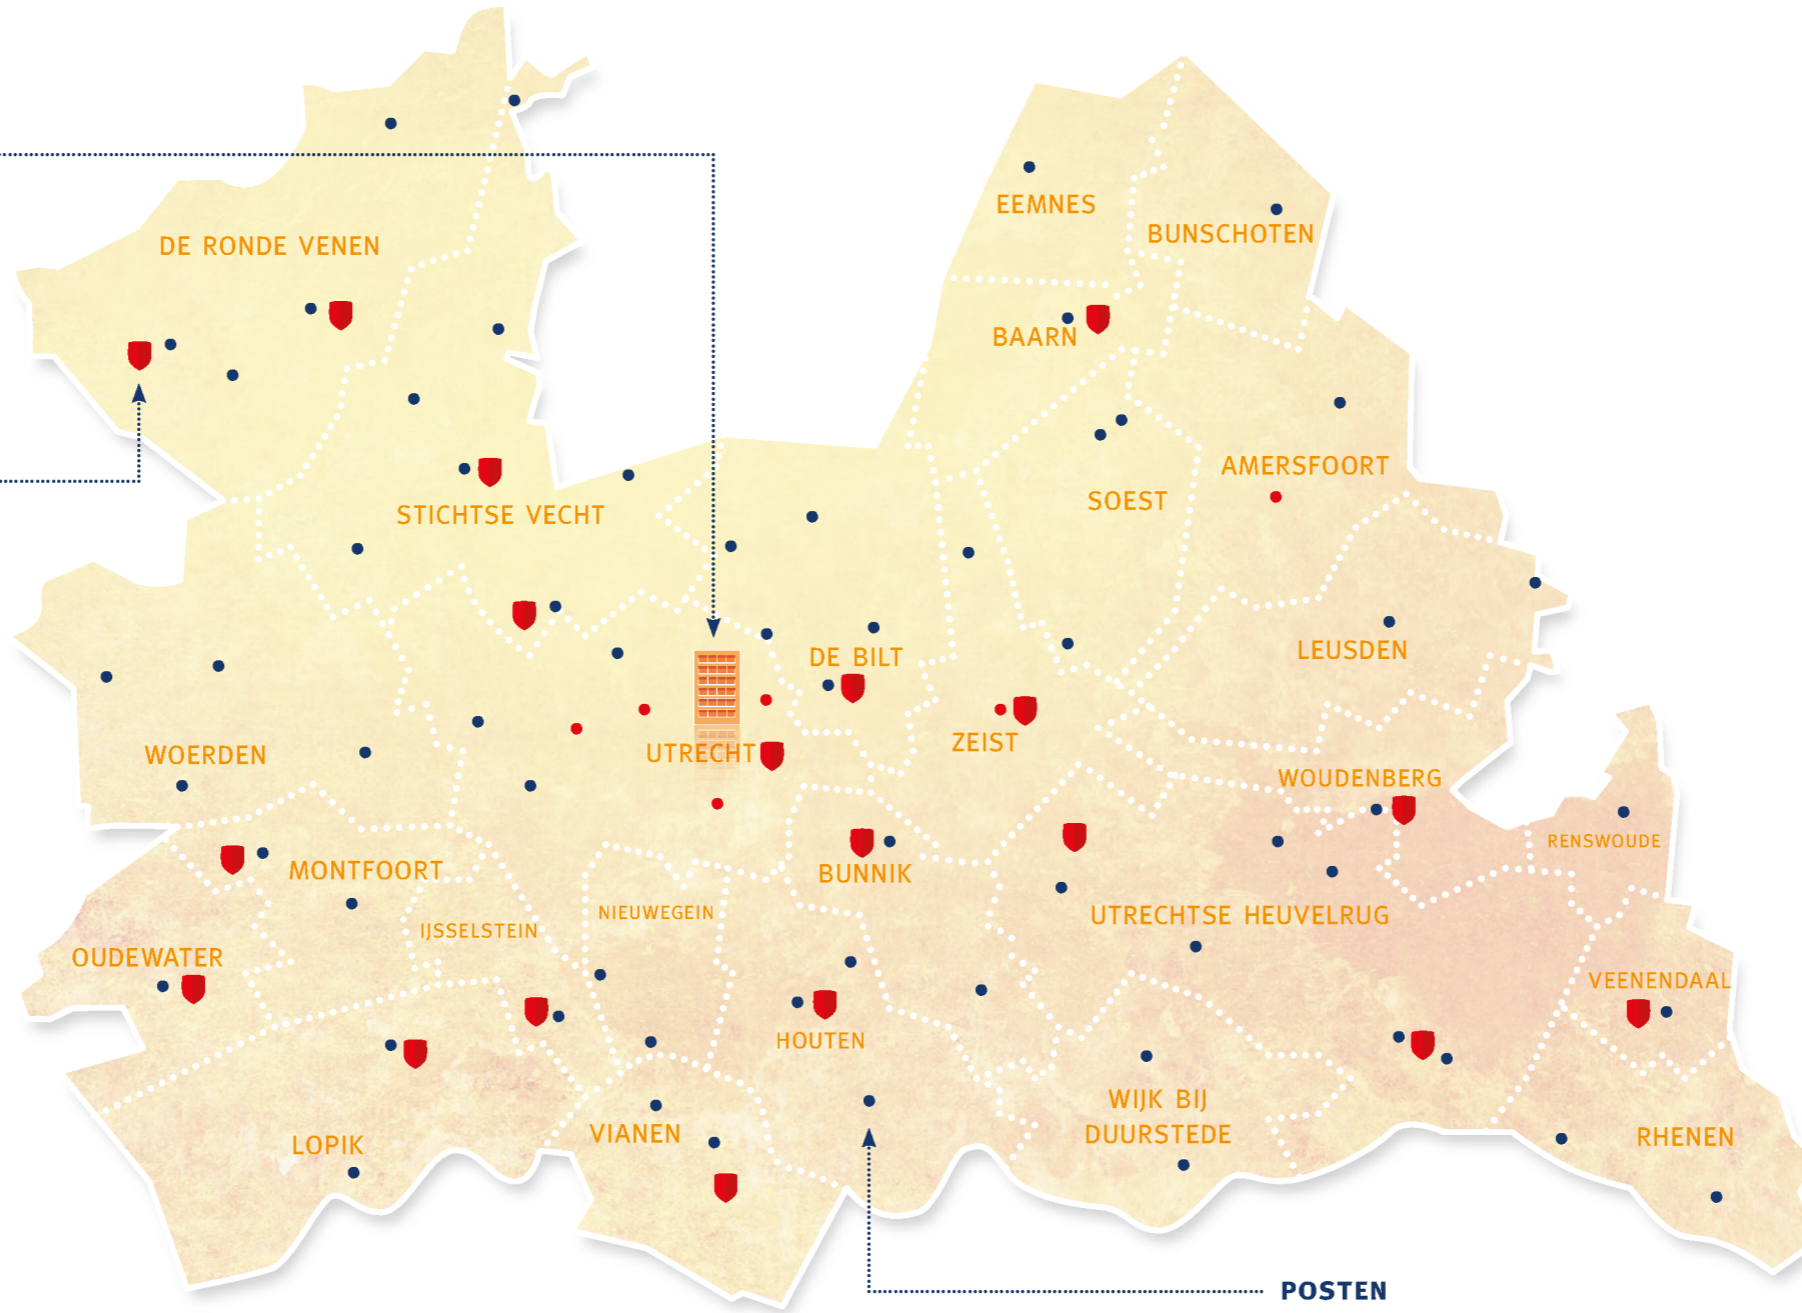 EEMNES
BUNSCHOTEN
DE RONDE VENEN
BAARN
AMERSFOORT
SOEST
STICHTSE VECHT
LEUSDEN
DE BILT
ZEIST
UTRECHT
WOERDEN
WOUDENBERG
RENSWOUDE
MONTFOORT
BUNNIK
NIEUWEGEIN
UTRECHTSE HEUVELRUG
IJSSELSTEIN
OUDEWATER
VEENENDAAL
HOUTEN
WIJK BIJ
DUURSTEDE
VIANEN
RHENEN
LOPIK
POSTEN